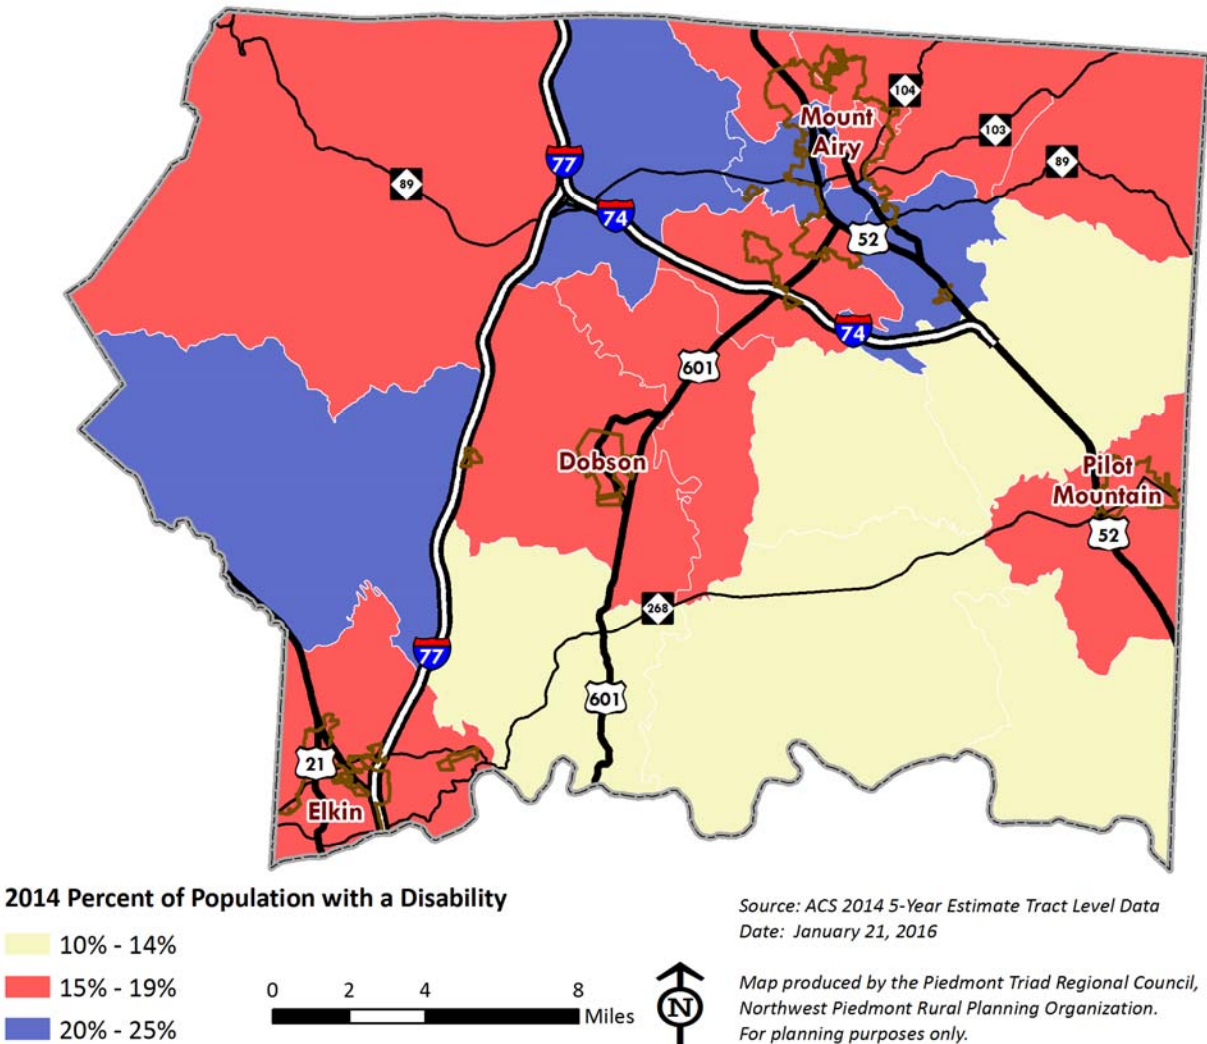 104
Mount
Airy
103
77
89
89
74
52
74
601
Dobson
Pilot
Mountain
52
268
77
601
21
Elkin
2014 Percent of Population with a Disability
10% - 14%
15% - 19%
20% - 25%
0 2 4 8
Miles
N
Source: ACS 2014 5-Year Estimate Tract Level Data
Date: January 21, 2016
Map produced by the Piedmont Triad Regional Council,
Northwest Piedmont Rural Planning Organization.
For planning purposes only.